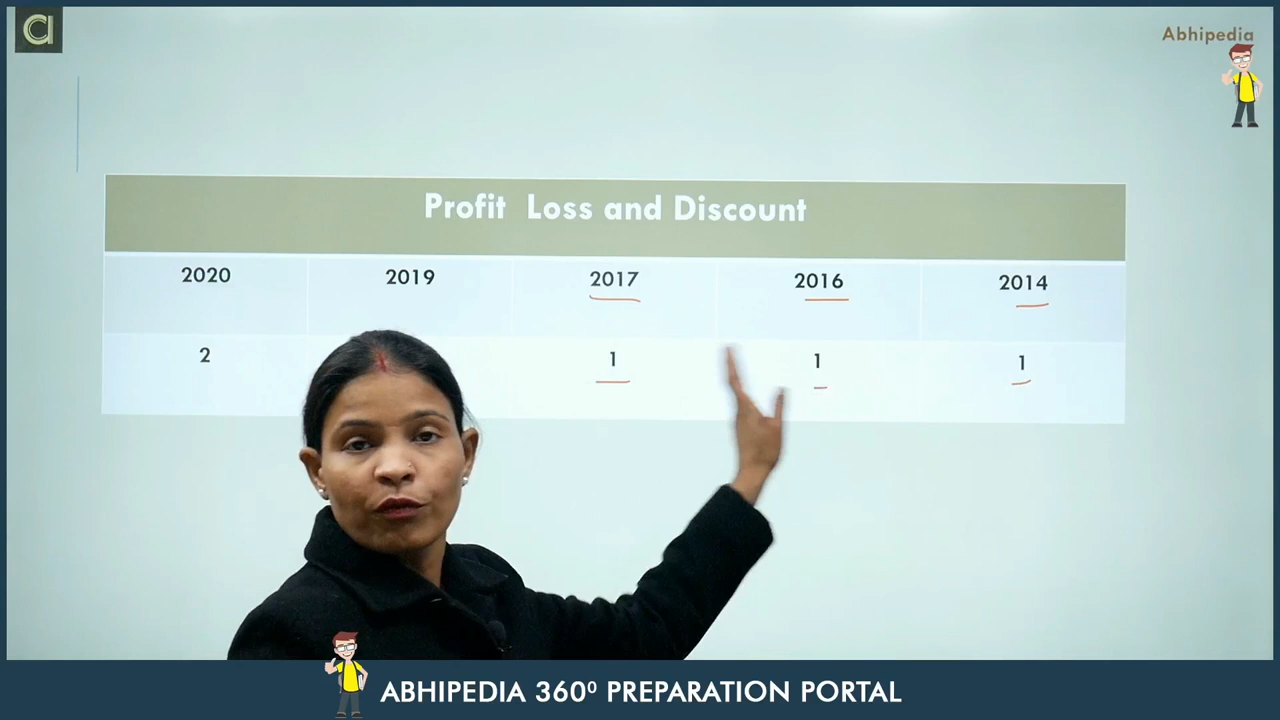 Abhipedia
Profit Loss and Discount
2020 2019 2017 2016 2014
2 1 1 1
ABHIPEDIA 360⁰ PREPARATION PORTAL